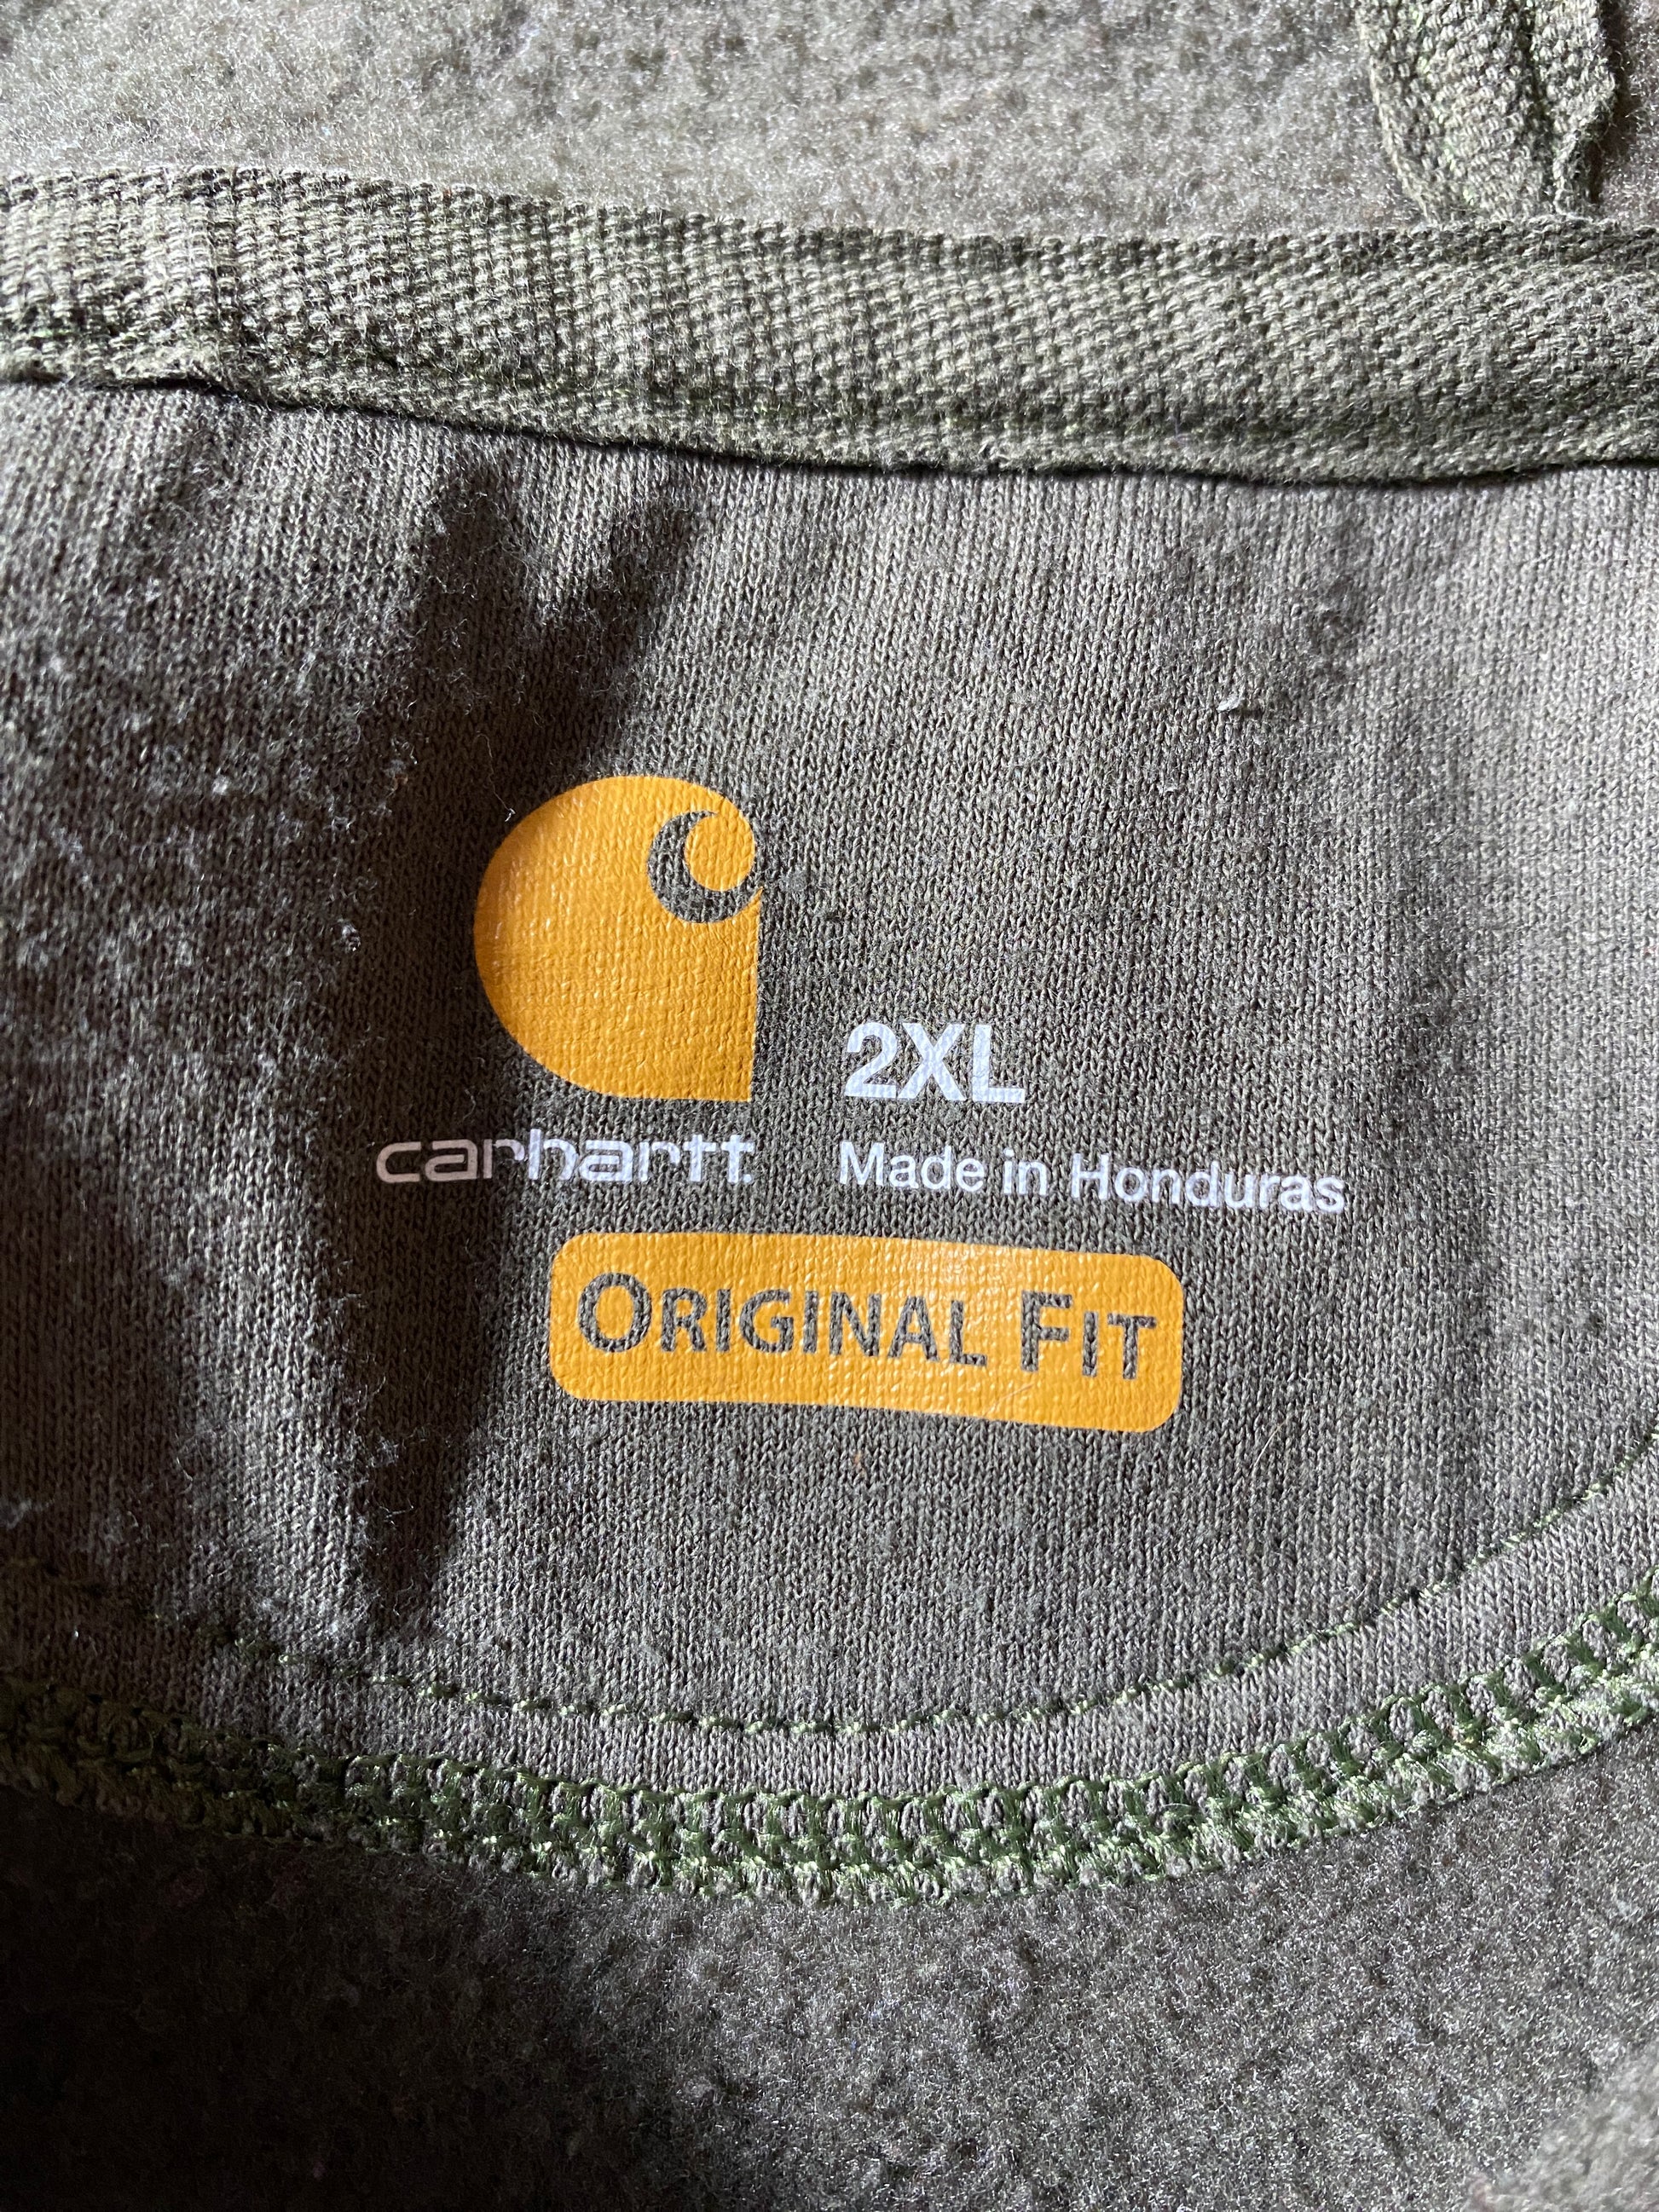 2XL
carhartt
Made in Honduras
ORIGINAL FIT